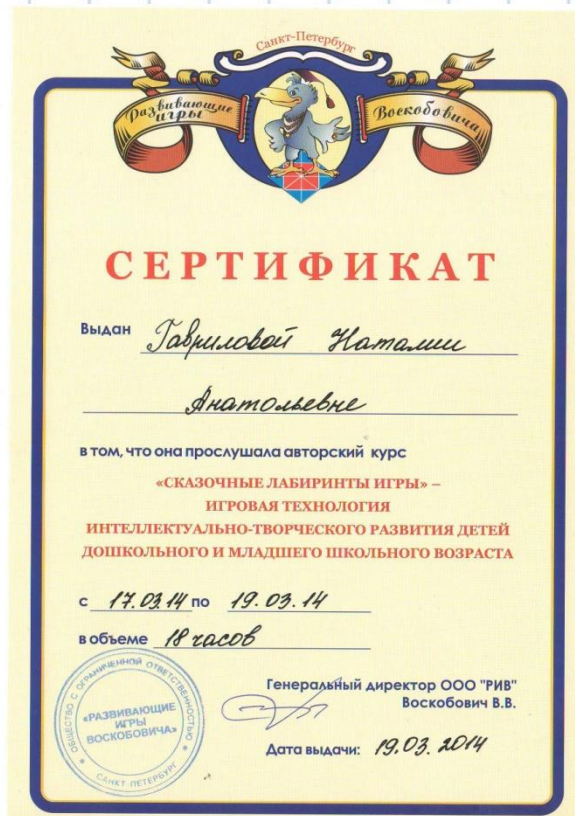 Санкт-Петербург
Развивающие игры
Воскобовича
СЕРТИФИКАТ
Выдан Гавриловой Наталии
Анатольевне
в том, что она прослушала авторский курс
«СКАЗОЧНЫЕ ЛАБИРИНТЫ ИГРЫ» –
ИГРОВАЯ ТЕХНОЛОГИЯ
ИНТЕЛЛЕКТУАЛЬНО-ТВОРЧЕСКОГО РАЗВИТИЯ ДЕТЕЙ
ДОШКОЛЬНОГО И МЛАДШЕГО ШКОЛЬНОГО ВОЗРАСТА
с 17.03.14 по 19.03.14
в объеме 18 часов
Генеральный директор ООО "РИВ"
Воскобович В.В.
Дата выдачи: 19.03.2014
ОБЩЕСТВО С ОГРАНИЧЕННОЙ ОТВЕТСТВЕННОСТЬЮ
«РАЗВИВАЮЩИЕ
ИГРЫ
ВОСКОБОВИЧА»
САНКТ-ПЕТЕРБУРГ